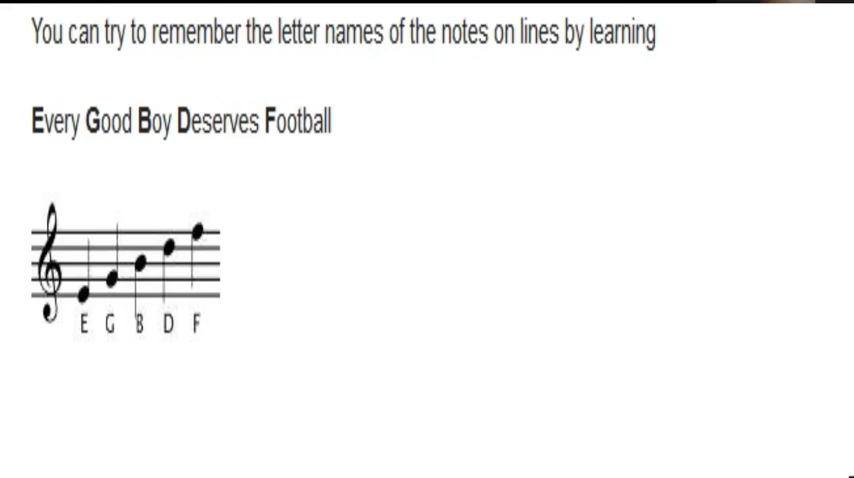 You can try to remember the letter names of the notes on lines by learning
Every Good Boy Deserves Football
E G B D F